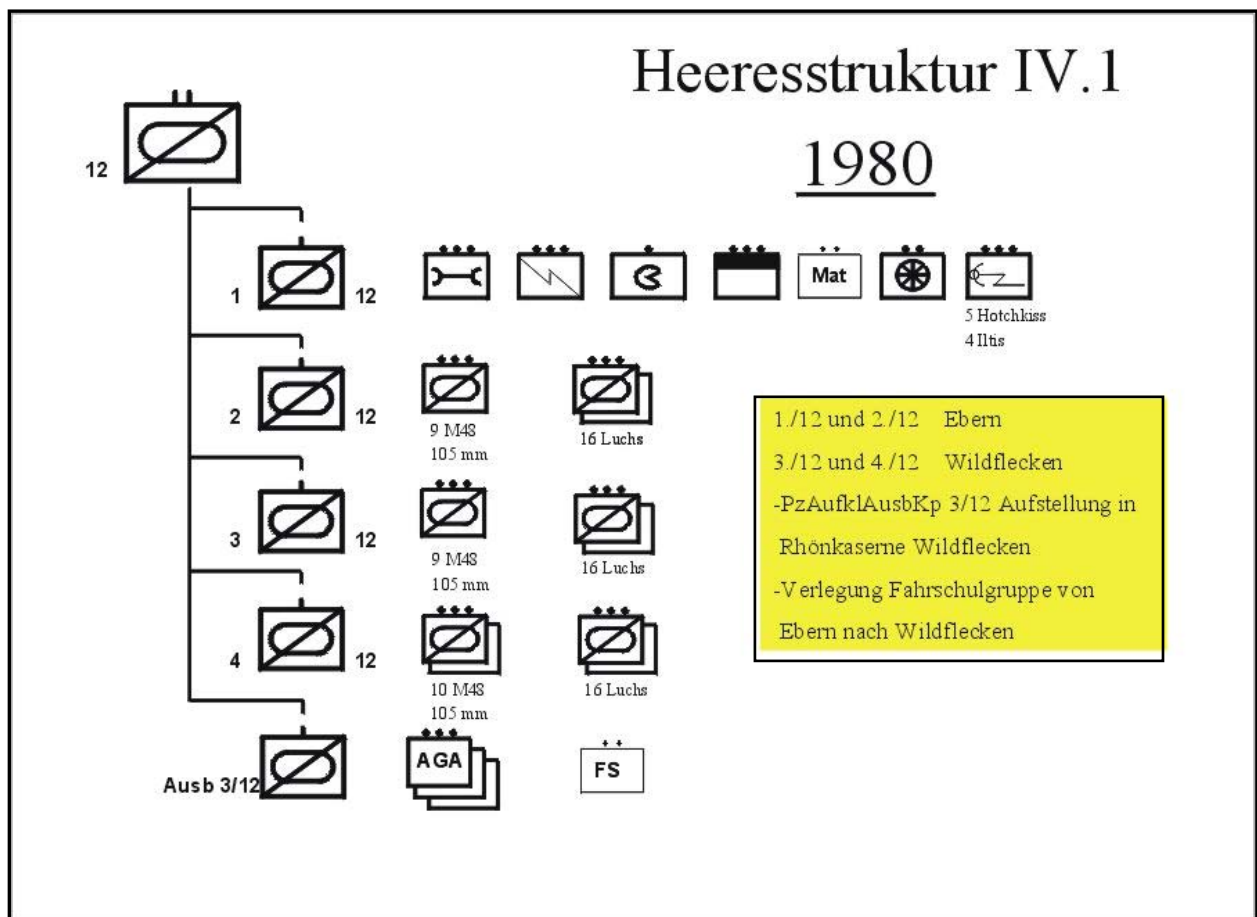 Heeresstruktur IV.1
1980
12
1 12
Mat
5 Hotchkiss
4 Iltis
2 12
9 M48
105 mm
16 Luchs
3 12
9 M48
105 mm
16 Luchs
4 12
10 M48
105 mm
16 Luchs
Ausb 3/12
AGA
FS
1./12 und 2./12 Ebern
3./12 und 4./12 Wildflecken
-PzAufklAusbKp 3/12 Aufstellung in
Rhönkaserne Wildflecken
-Verlegung Fahrschulgruppe von
Ebern nach Wildflecken